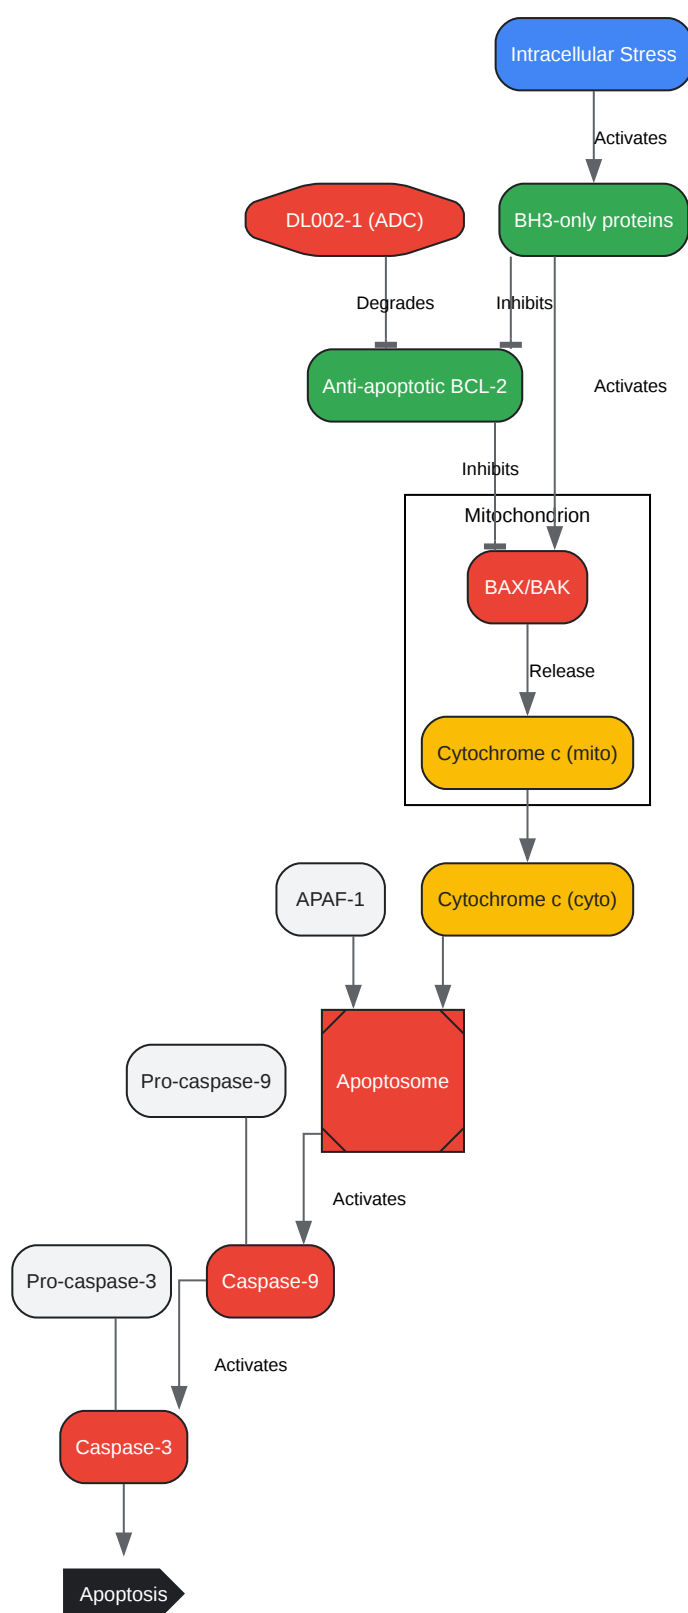 Intracellular Stress
Activates
DL002-1 (ADC)
BH3-only proteins
Degrades
Inhibits
Anti-apoptotic BCL-2
Activates
Inhibits
Mitochondrion
BAX/BAK
Release
Cytochrome c (mito)
APAF-1
Cytochrome c (cyto)
Pro-caspase-9
Apoptosome
Activates
Pro-caspase-3
Caspase-9
Activates
Caspase-3
Apoptosis